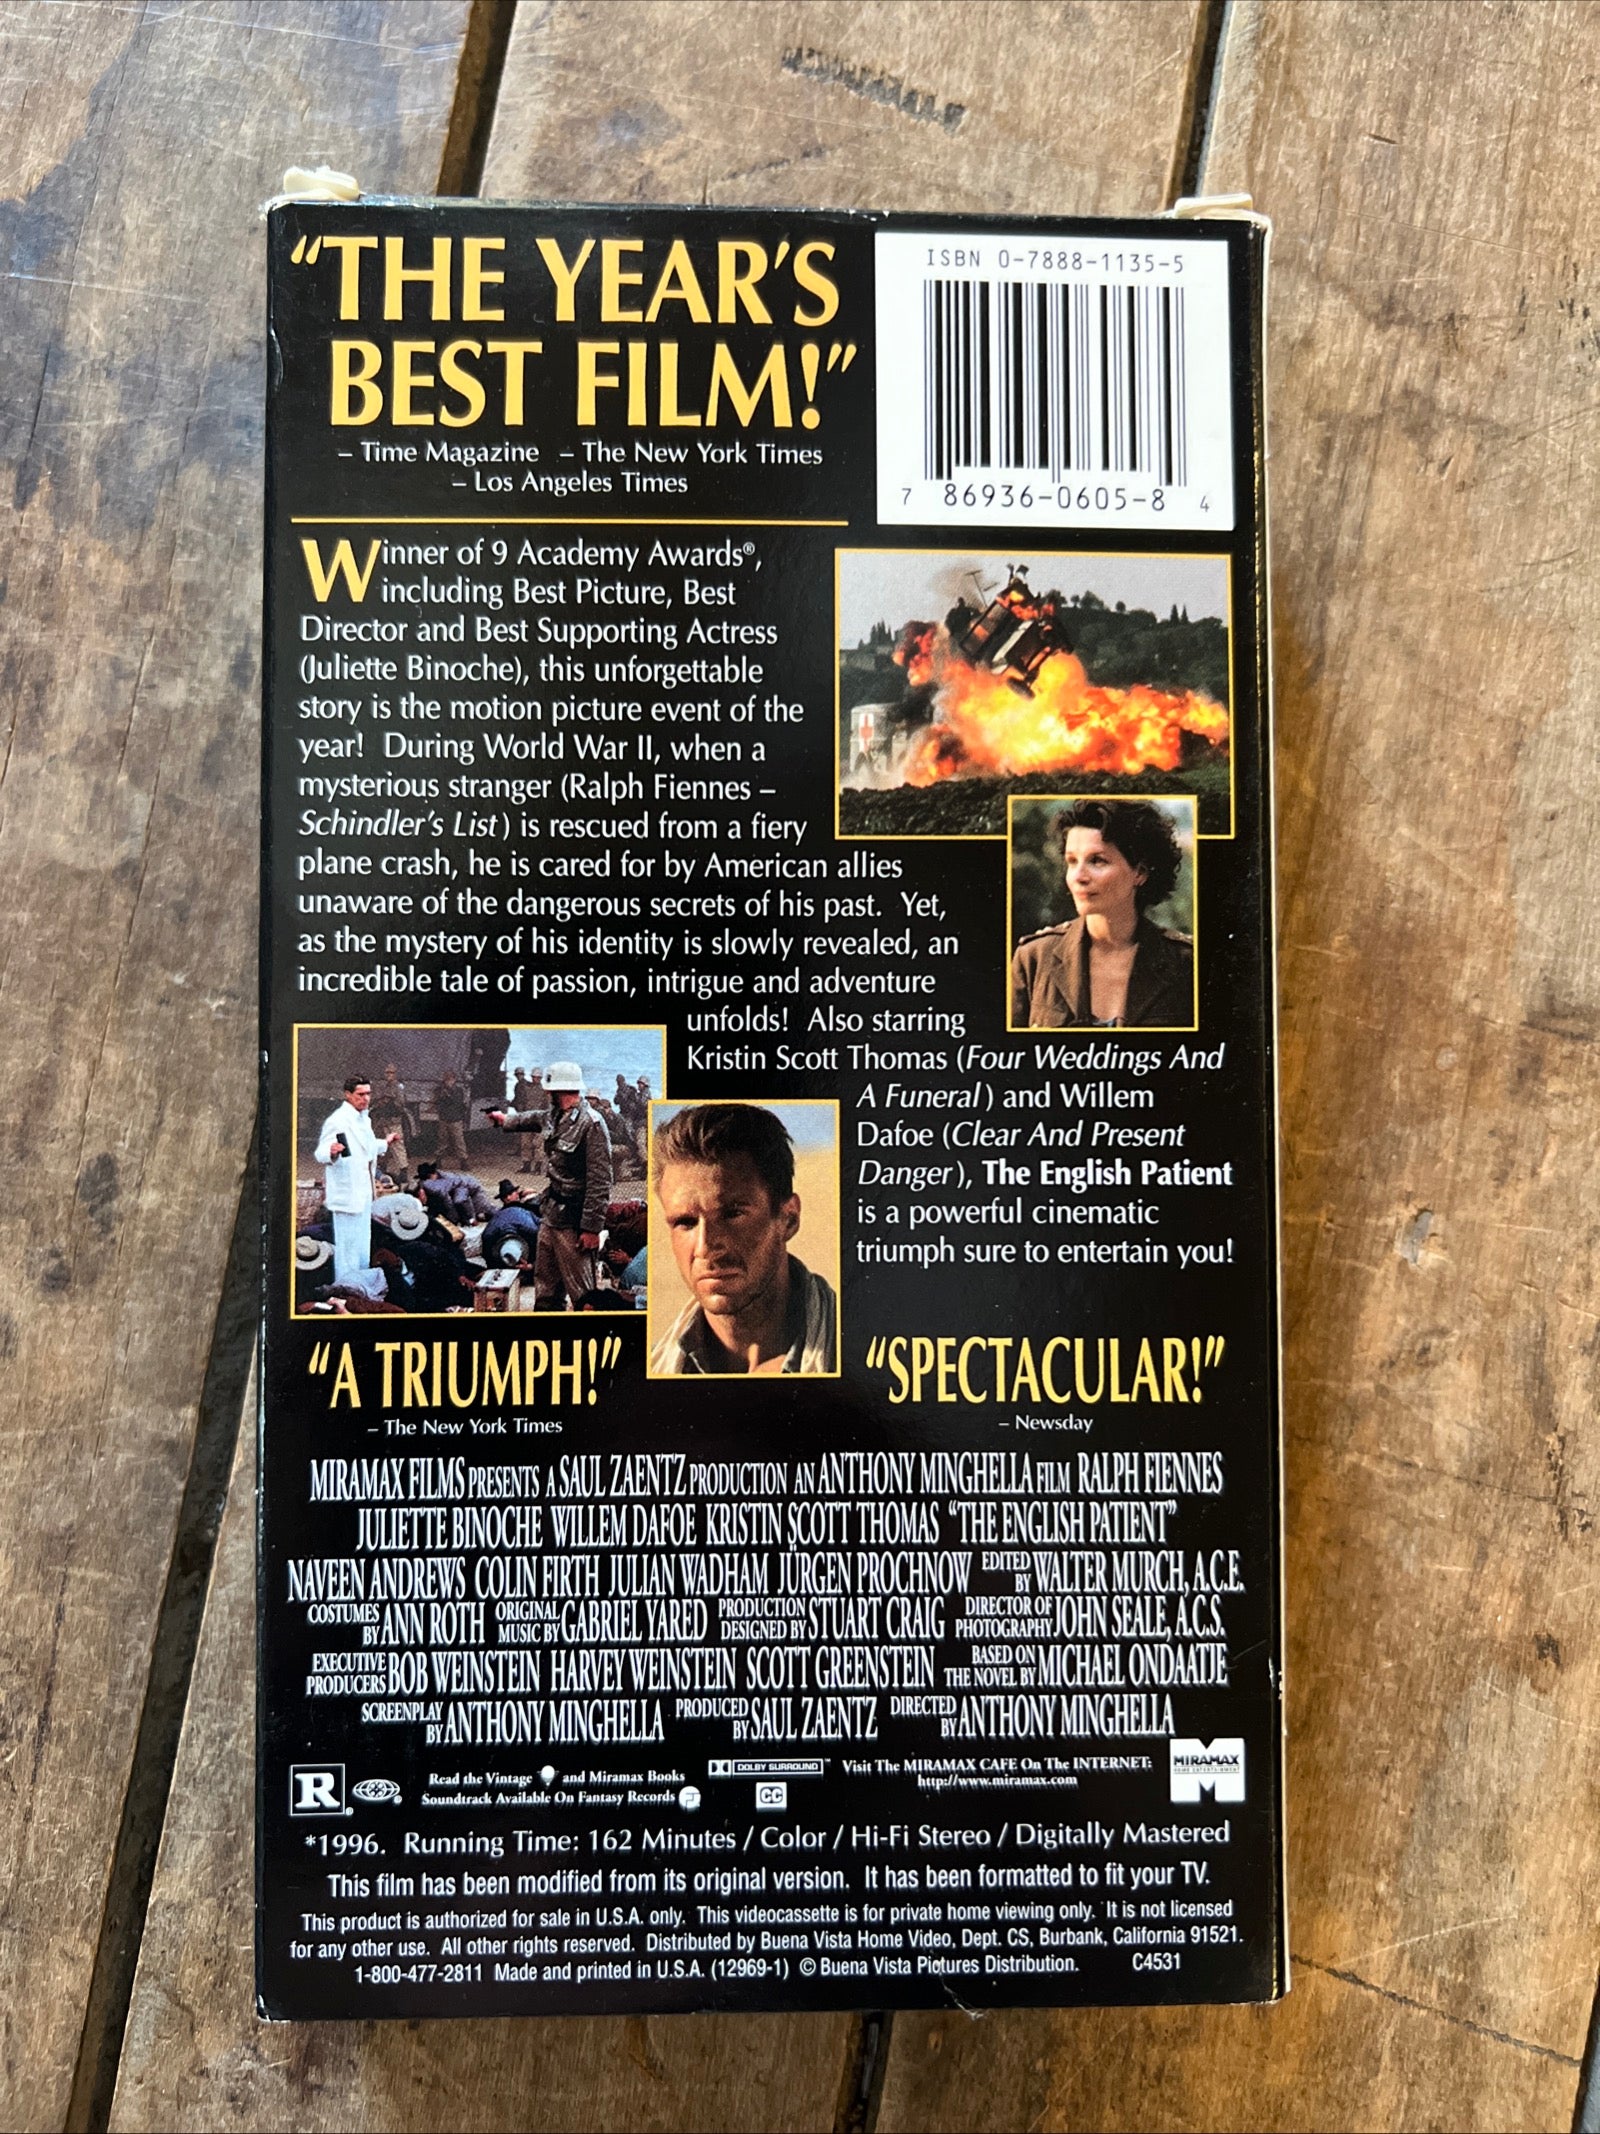 “THE YEAR’S
BEST FILM!”
– Time Magazine – The New York Times
– Los Angeles Times
ISBN 0-7888-1135-5
7 86936-0605-8 4
Winner of 9 Academy Awards®,
including Best Picture, Best
Director and Best Supporting Actress
(Juliette Binoche), this unforgettable
story is the motion picture event of the
year! During World War II, when a
mysterious stranger (Ralph Fiennes –
Schindler’s List) is rescued from a fiery
plane crash, he is cared for by American allies
unaware of the dangerous secrets of his past. Yet,
as the mystery of his identity is slowly revealed, an
incredible tale of passion, intrigue and adventure
unfolds! Also starring
Kristin Scott Thomas (Four Weddings And
A Funeral) and Willem
Dafoe (Clear And Present
Danger), The English Patient
is a powerful cinematic
triumph sure to entertain you!
“A TRIUMPH!”
– The New York Times
“SPECTACULAR!”
– Newsday
MIRAMAX FILMS PRESENTS A SAUL ZAENTZ PRODUCTION AN ANTHONY MINGHELLA FILM RALPH FIENNES
JULIETTE BINOCHE WILLEM DAFOE KRISTIN SCOTT THOMAS “THE ENGLISH PATIENT”
NAVEEN ANDREWS COLIN FIRTH JULIAN WADHAM JÜRGEN PROCHNOW EDITED BY WALTER MURCH, A.C.E.
COSTUMES BY ANN ROTH ORIGINAL MUSIC BY GABRIEL YARED PRODUCTION DESIGNED BY STUART CRAIG DIRECTOR OF PHOTOGRAPHY JOHN SEALE, A.C.S.
EXECUTIVE PRODUCERS BOB WEINSTEIN HARVEY WEINSTEIN SCOTT GREENSTEIN BASED ON THE NOVEL BY MICHAEL ONDAATJE
SCREENPLAY BY ANTHONY MINGHELLA PRODUCED BY SAUL ZAENTZ DIRECTED BY ANTHONY MINGHELLA
R
Read the Vintage and Miramax Books
Soundtrack Available On Fantasy Records
DOLBY SURROUND™
CC
Visit The MIRAMAX CAFE On The INTERNET:
http://www.miramax.com
MIRAMAX
HOME ENTERTAINMENT
*1996. Running Time: 162 Minutes / Color / Hi-Fi Stereo / Digitally Mastered
This film has been modified from its original version. It has been formatted to fit your TV.
This product is authorized for sale in U.S.A. only. This videocassette is for private home viewing only. It is not licensed
for any other use. All other rights reserved. Distributed by Buena Vista Home Video, Dept. CS, Burbank, California 91521.
1-800-477-2811 Made and printed in U.S.A. (12969-1) © Buena Vista Pictures Distribution. C4531